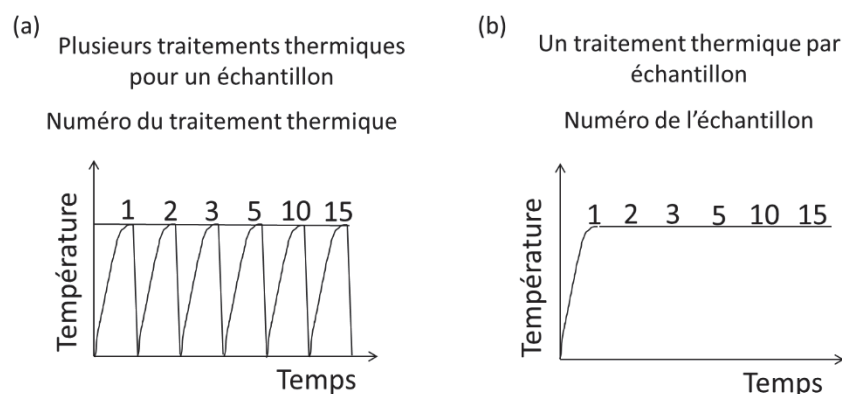 (a)
Plusieurs traitements thermiques
pour un échantillon
Numéro du traitement thermique
Température
1 2 3 5 10 15
Temps
(b)
Un traitement thermique par
échantillon
Numéro de l'échantillon
Température
1 2 3 5 10 15
Temps